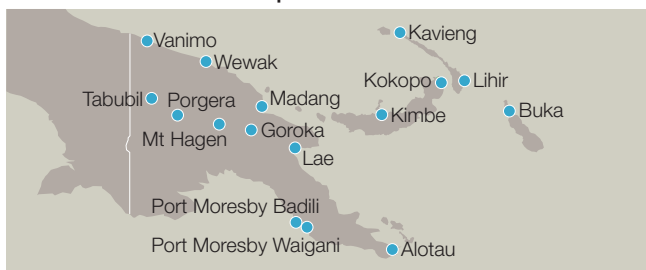 Kavieng
Vanimo
Wewak
Kokopo
Lihir
Tabubil
Porgera
Madang
Kimbe
Buka
Mt Hagen
Goroka
Lae
Port Moresby Badili
Port Moresby Waigani
Alotau